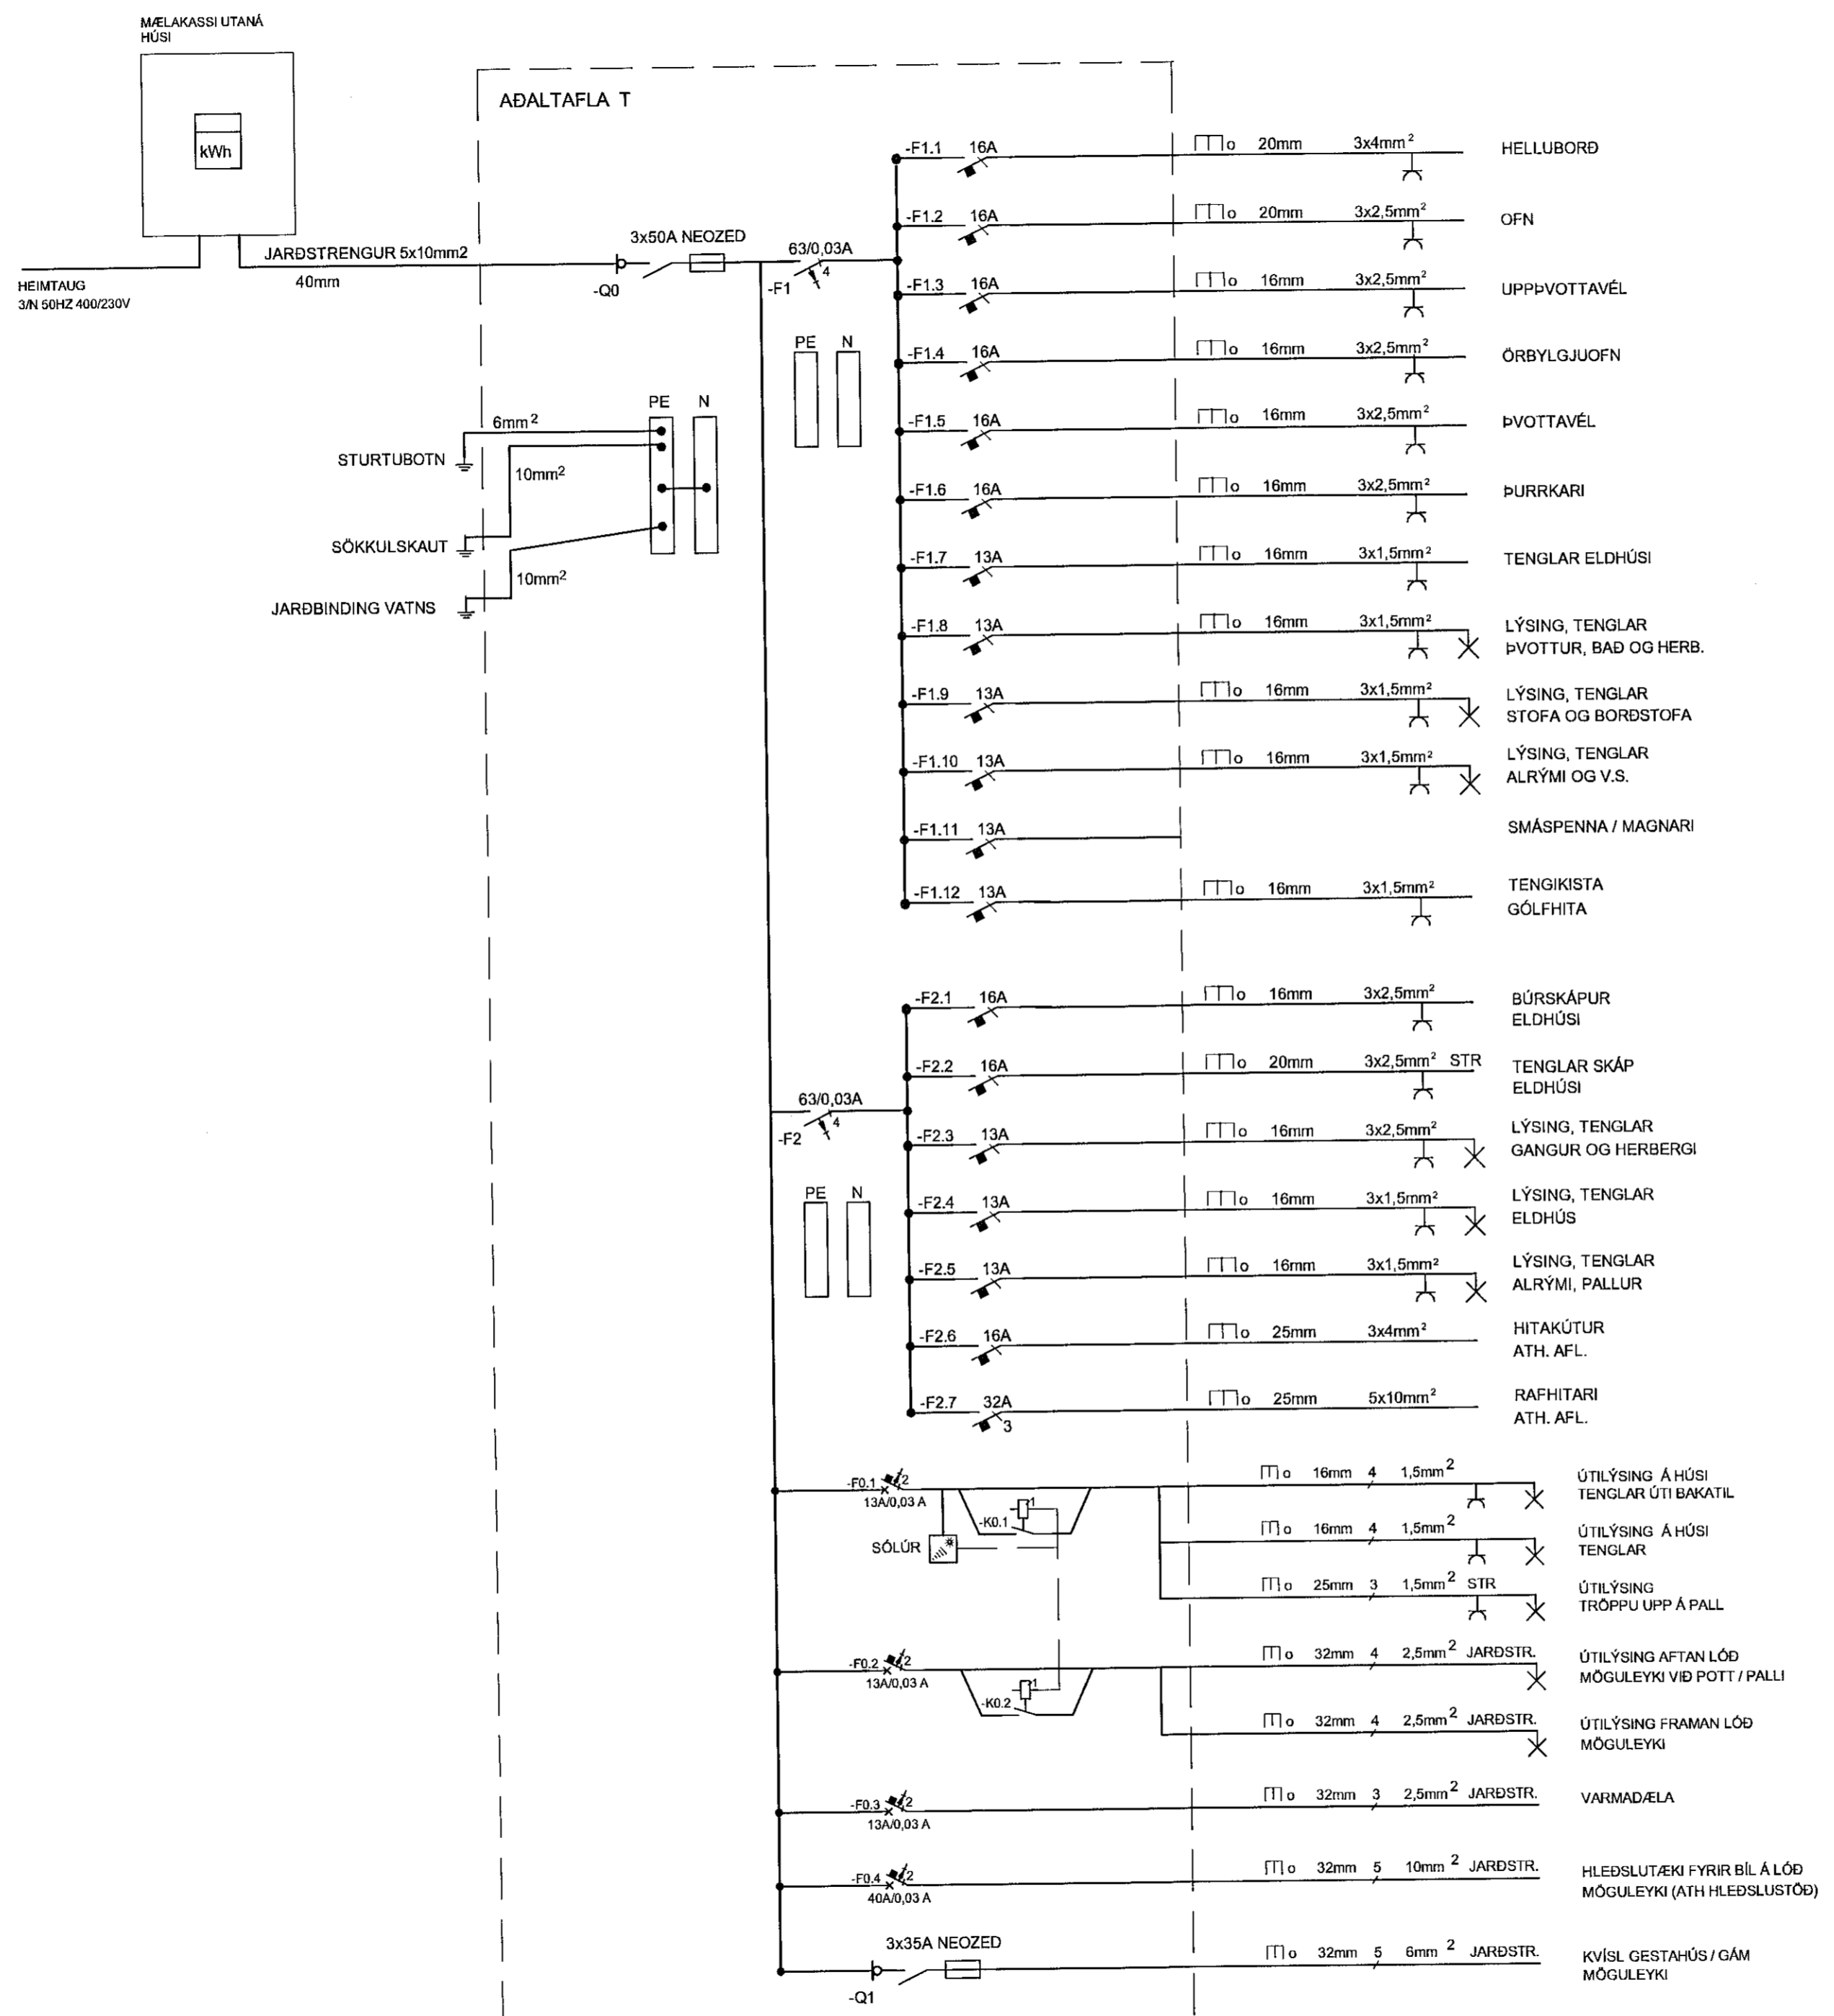 MÆLAKASSI UTANÁ
HÚSI
kWh
HEIMTAUG
3/N 50HZ 400/230V
JARÐSTRENGUR 5x10mm2
40mm
AÐALTAFLA T
3x50A NEOZED
-Q0
63/0,03A
-F1
4
PE N
PE N
6mm²
STURTUBOTN
10mm²
SÖKKULSKAUT
10mm²
JARÐBINDING VATNS
-F1.1 16A o 20mm 3x4mm² HELLUBORÐ
-F1.2 16A o 20mm 3x2,5mm² OFN
-F1.3 16A o 16mm 3x2,5mm² UPPÞVOTTAVÉL
-F1.4 16A o 16mm 3x2,5mm² ÖRBYLGJUOFN
-F1.5 16A o 16mm 3x2,5mm² ÞVOTTAVÉL
-F1.6 16A o 16mm 3x2,5mm² ÞURRKARI
-F1.7 13A o 16mm 3x1,5mm² TENGLAR ELDHÚSI
-F1.8 13A o 16mm 3x1,5mm² LÝSING, TENGLAR
ÞVOTTUR, BAÐ OG HERB.
-F1.9 13A o 16mm 3x1,5mm² LÝSING, TENGLAR
STOFA OG BORÐSTOFA
-F1.10 13A o 16mm 3x1,5mm² LÝSING, TENGLAR
ALRÝMI OG V.S.
-F1.11 13A SMÁSPENNA / MAGNARI
-F1.12 13A o 16mm 3x1,5mm² TENGIKISTA
GÓLFHITA
63/0,03A
-F2
4
PE N
-F2.1 16A o 16mm 3x2,5mm² BÚRSKÁPUR
ELDHÚSI
-F2.2 16A o 20mm 3x2,5mm² STR TENGLAR SKÁP
ELDHÚSI
-F2.3 13A o 16mm 3x2,5mm² LÝSING, TENGLAR
GANGUR OG HERBERGI
-F2.4 13A o 16mm 3x1,5mm² LÝSING, TENGLAR
ELDHÚS
-F2.5 13A o 16mm 3x1,5mm² LÝSING, TENGLAR
ALRÝMI, PALLUR
-F2.6 16A o 25mm 3x4mm² HITAKÚTUR
ATH. AFL.
-F2.7 32A 3 o 25mm 5x10mm² RAFHITARI
ATH. AFL.
-F0.1 2
13A/0,03 A
-K0.1 1
SÓLÚR
o 16mm 4 1,5mm² ÚTILÝSING Á HÚSI
TENGLAR ÚTI BAKATIL
o 16mm 4 1,5mm² ÚTILÝSING Á HÚSI
TENGLAR
o 25mm 3 1,5mm² STR ÚTILÝSING
TRÖPPU UPP Á PALL
-F0.2 2
13A/0,03 A
-K0.2 1
o 32mm 4 2,5mm² JARÐSTR. ÚTILÝSING AFTAN LÓÐ
MÖGULEYKI VIÐ POTT / PALLI
o 32mm 4 2,5mm² JARÐSTR. ÚTILÝSING FRAMAN LÓÐ
MÖGULEYKI
-F0.3 2
13A/0,03 A
o 32mm 3 2,5mm² JARÐSTR. VARMADÆLA
-F0.4 2
40A/0,03 A
o 32mm 5 10mm² JARÐSTR. HLEÐSLUTÆKI FYRIR BÍL Á LÓÐ
MÖGULEYKI (ATH HLEÐSLUSTÖÐ)
3x35A NEOZED
-Q1
o 32mm 5 6mm² JARÐSTR. KVÍSL GESTAHÚS / GÁM
MÖGULEYKI